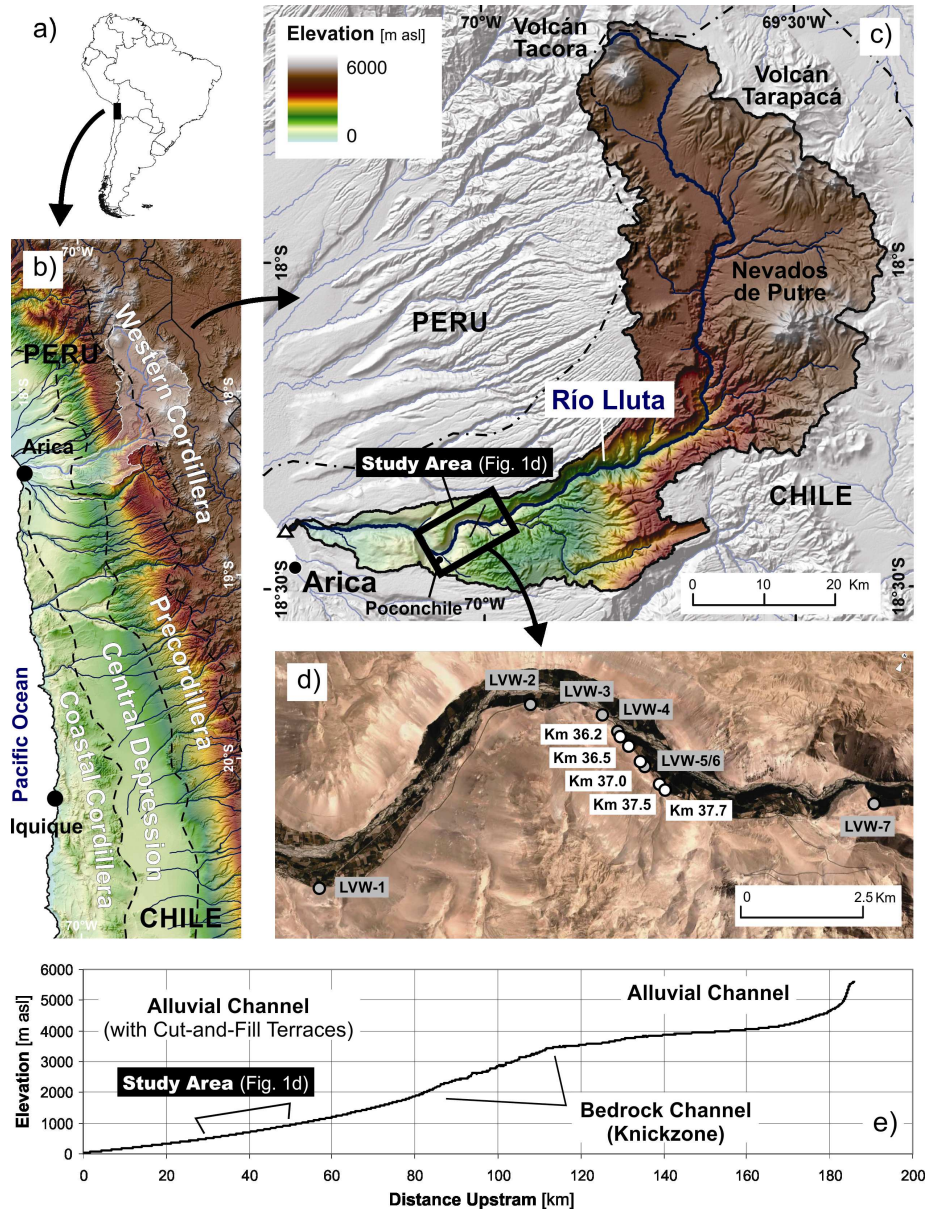 a)
b)
70°W
PERU
Western Cordillera
18°S
18°S
Arica
19°S
Precordillera
Central Depression
Coastal Cordillera
Pacific Ocean
20°S
Iquique
CHILE
70°W
c)
70°W
69°30'W
Elevation [m asl]
6000
0
Volcán
Tacora
Volcán
Tarapacá
18°S
18°S
Nevados
de Putre
PERU
Río Lluta
Study Area (Fig. 1d)
CHILE
Arica
Poconchile
70°W
18°30'S
18°30'S
0 10 20 Km
d)
LVW-2
LVW-3
LVW-4
Km 36.2
Km 36.5
LVW-5/6
Km 37.0
Km 37.5
Km 37.7
LVW-7
LVW-1
0 2.5 Km
e)
Elevation [m asl]
6000
5000
4000
3000
2000
1000
0
Alluvial Channel
(with Cut-and-Fill Terraces)
Alluvial Channel
Study Area (Fig. 1d)
Bedrock Channel
(Knickzone)
0 20 40 60 80 100 120 140 160 180 200
Distance Upstram [km]